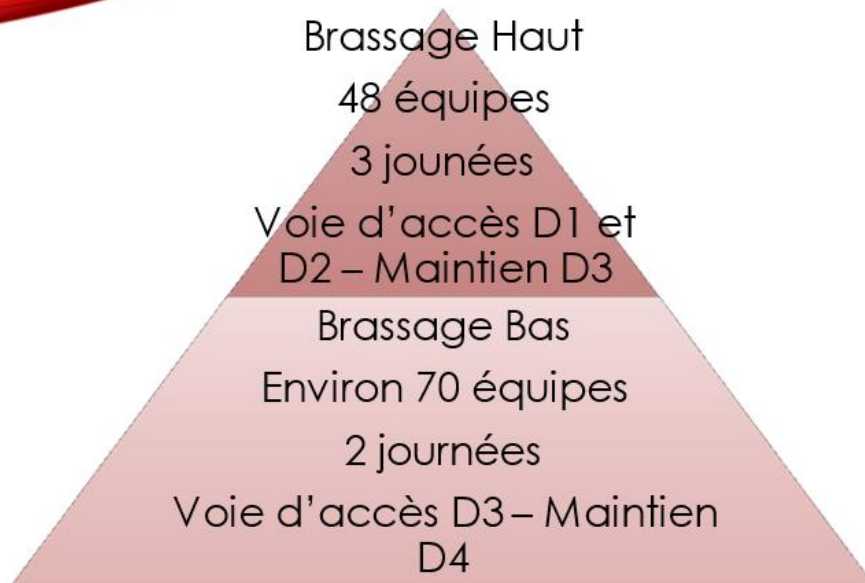 Brassage Haut
48 équipes
3 jounées
Voie d’accès D1 et
D2 – Maintien D3
Brassage Bas
Environ 70 équipes
2 journées
Voie d’accès D3 – Maintien
D4